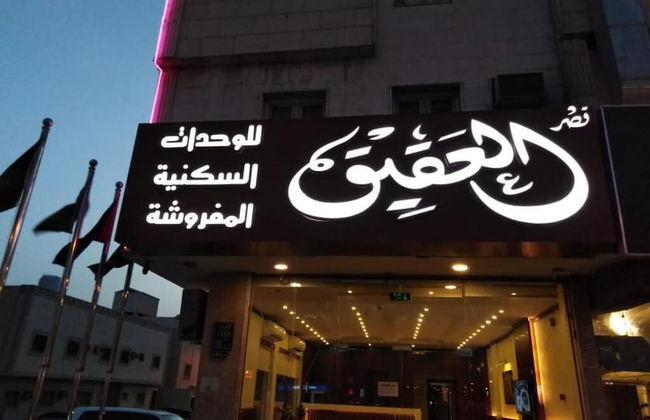 قصر
العقيق
للوحدات
السكنية
المفروشة